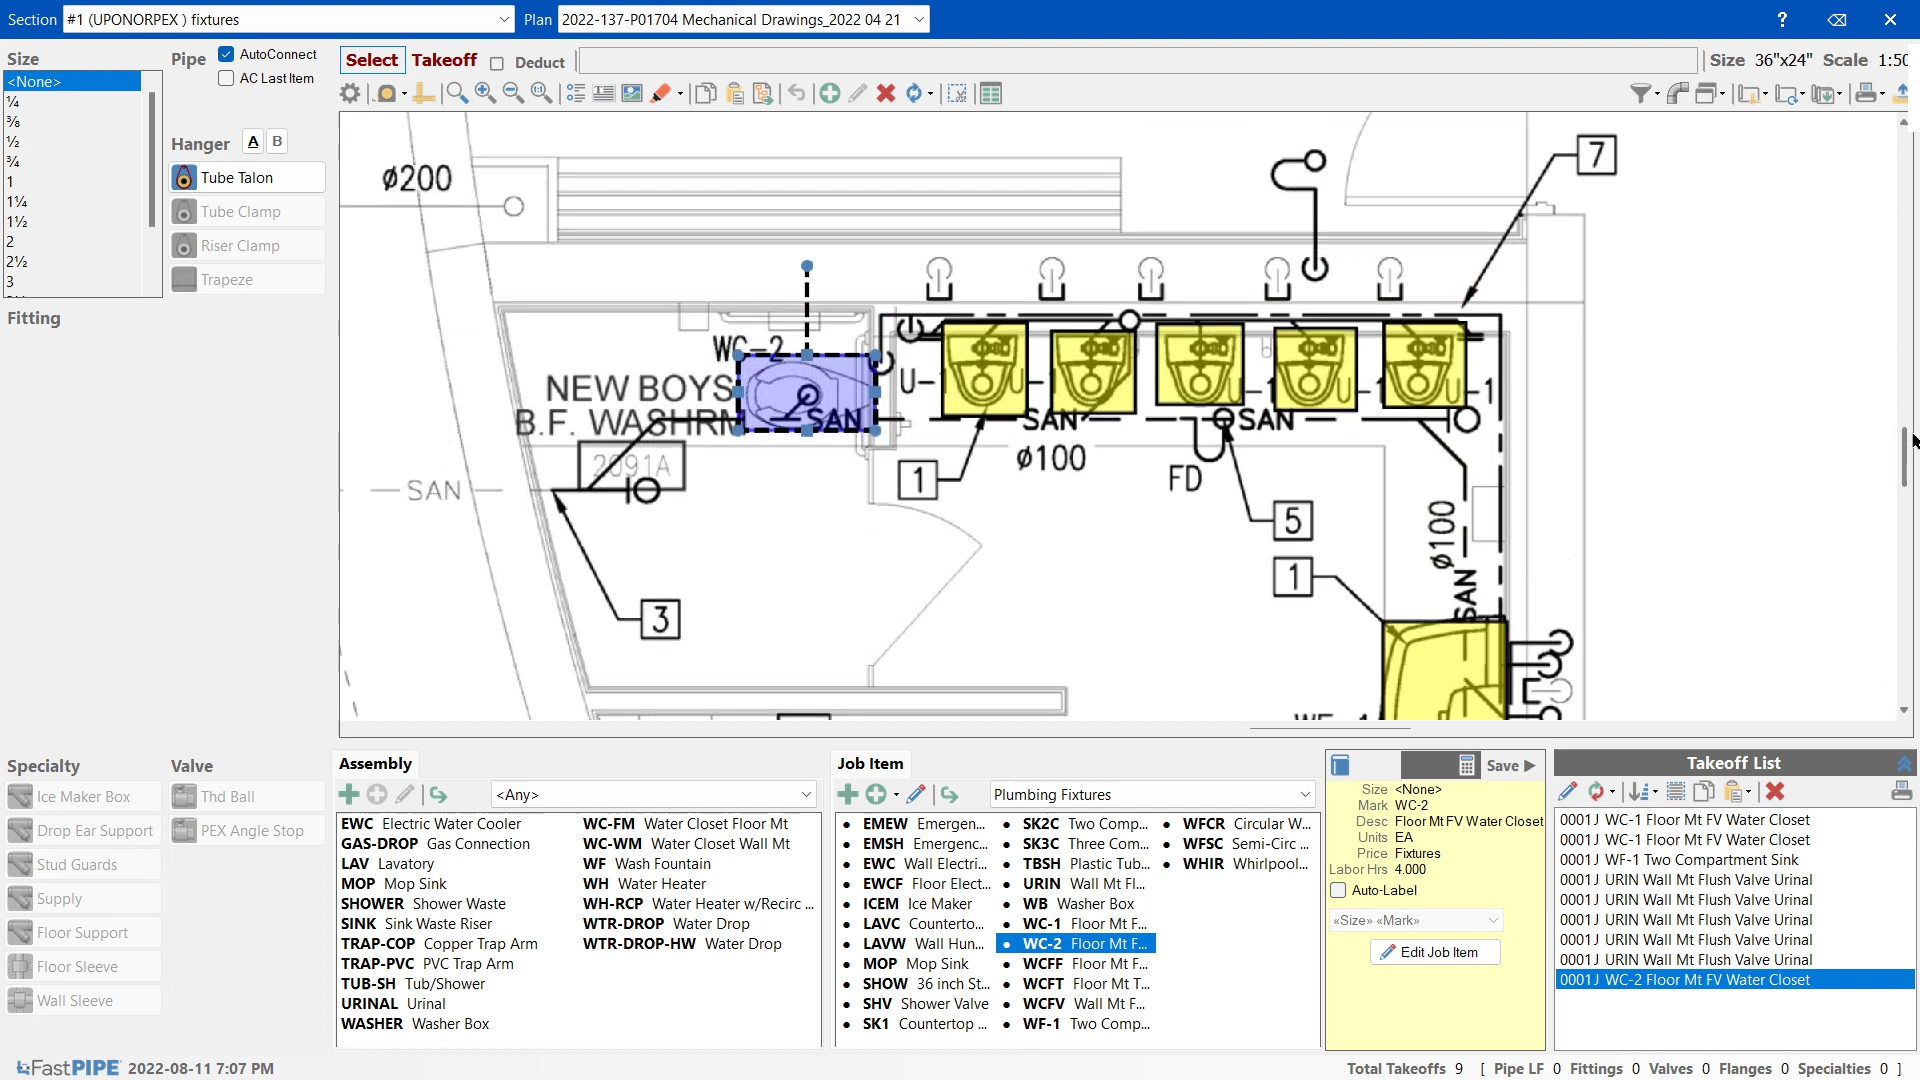 Section #1 (UPONORPEX ) fixtures Plan 2022-137-P01704 Mechanical Drawings_2022 04 21 ?
Size
<None>
¼
⅜
½
¾
1
1¼
1½
2
2½
3
Pipe AutoConnect
AC Last Item
Hanger A B
Tube Talon
Tube Clamp
Riser Clamp
Trapeze
Fitting
Select Takeoff Deduct Size 36"x24" Scale 1:50
ø200
7
WC-2
NEW BOYS
B.F. WASHRM
2091A
SAN
SAN
U-1
U-1
U-1
SAN
SAN
ø100
1
FD
5
ø100
1
SAN
3
Specialty
Ice Maker Box
Drop Ear Support
Stud Guards
Supply
Floor Support
Floor Sleeve
Wall Sleeve
Valve
Thd Ball
PEX Angle Stop
Assembly
<Any>
EWC Electric Water Cooler
GAS-DROP Gas Connection
LAV Lavatory
MOP Mop Sink
SHOWER Shower Waste
SINK Sink Waste Riser
TRAP-COP Copper Trap Arm
TRAP-PVC PVC Trap Arm
TUB-SH Tub/Shower
URINAL Urinal
WASHER Washer Box
WC-FM Water Closet Floor Mt
WC-WM Water Closet Wall Mt
WF Wash Fountain
WH Water Heater
WH-RCP Water Heater w/Recirc ...
WTR-DROP Water Drop
WTR-DROP-HW Water Drop
Job Item
Plumbing Fixtures
EMEW Emergen...
EMSH Emergenc...
EWC Wall Electri...
EWCF Floor Elect...
ICEM Ice Maker
LAVC Counterto...
LAVW Wall Hun...
MOP Mop Sink
SHOW 36 inch St...
SHV Shower Valve
SK1 Countertop ...
SK2C Two Comp...
SK3C Three Com...
TBSH Plastic Tub...
URIN Wall Mt Fl...
WB Washer Box
WC-1 Floor Mt F...
WC-2 Floor Mt F...
WCFF Floor Mt F...
WCFT Floor Mt T...
WCFV Wall Mt F...
WF-1 Two Comp...
WFCR Circular W...
WFSC Semi-Circ ...
WHIR Whirlpool...
Save
Size <None>
Mark WC-2
Desc Floor Mt FV Water Closet
Units EA
Price Fixtures
Labor Hrs 4.000
Auto-Label
«Size» «Mark»
Edit Job Item
Takeoff List
0001J WC-1 Floor Mt FV Water Closet
0001J WC-1 Floor Mt FV Water Closet
0001J WF-1 Two Compartment Sink
0001J URIN Wall Mt Flush Valve Urinal
0001J URIN Wall Mt Flush Valve Urinal
0001J URIN Wall Mt Flush Valve Urinal
0001J URIN Wall Mt Flush Valve Urinal
0001J URIN Wall Mt Flush Valve Urinal
0001J WC-2 Floor Mt FV Water Closet
FastPIPE 2022-08-11 7:07 PM
Total Takeoffs 9 [ Pipe LF 0 Fittings 0 Valves 0 Flanges 0 Specialties 0 ]